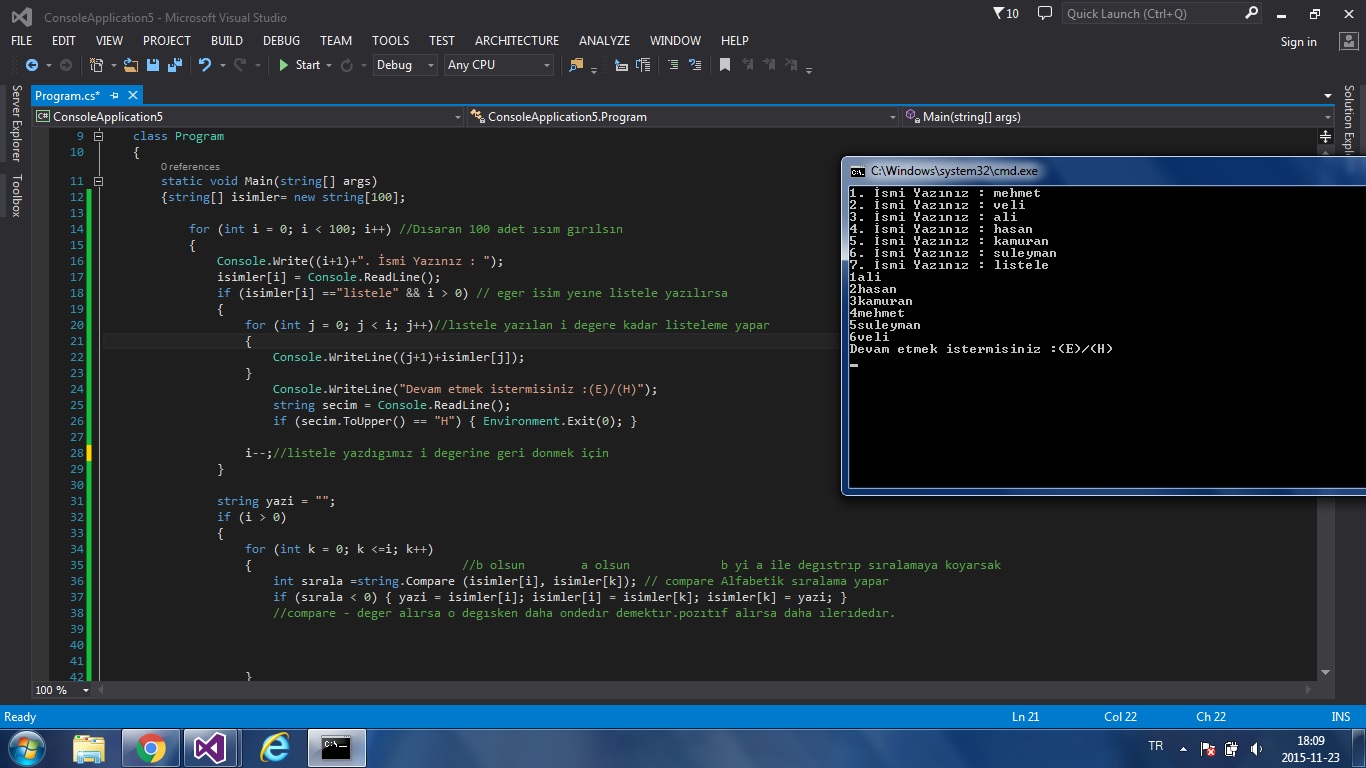 ConsoleApplication5 - Microsoft Visual Studio
10
Quick Launch (Ctrl+Q)
FILE EDIT VIEW PROJECT BUILD DEBUG TEAM TOOLS TEST ARCHITECTURE ANALYZE WINDOW HELP
Sign in
Start Debug Any CPU
Server Explorer
Toolbox
Program.cs*
ConsoleApplication5
ConsoleApplication5.Program
Main(string[] args)
9 class Program
10 {
0 references
11 static void Main(string[] args)
12 {string[] isimler= new string[100];
13
14 for (int i = 0; i < 100; i++) //Dısaran 100 adet ısım gırılsın
15 {
16 Console.Write((i+1)+". İsmi Yazınız : ");
17 isimler[i] = Console.ReadLine();
18 if (isimler[i] =="listele" && i > 0) // eger isim yeıne listele yazılırsa
19 {
20 for (int j = 0; j < i; j++)//lıstele yazılan i degere kadar listeleme yapar
21 {
22 Console.WriteLine((j+1)+isimler[j]);
23 }
24 Console.WriteLine("Devam etmek istermisiniz :(E)/(H)");
25 string secim = Console.ReadLine();
26 if (secim.ToUpper() == "H") { Environment.Exit(0); }
27
28 i--;//listele yazdıgımız i degerine geri donmek için
29 }
30
31 string yazi = "";
32 if (i > 0)
33 {
34 for (int k = 0; k <=i; k++)
35 { //b olsun a olsun b yi a ile degıstrıp sıralamaya koyarsak
36 int sırala =string.Compare (isimler[i], isimler[k]); // compare Alfabetik sıralama yapar
37 if (sırala < 0) { yazi = isimler[i]; isimler[i] = isimler[k]; isimler[k] = yazi; }
38 //compare - deger alırsa o degısken daha ondedır demektır.pozıtıf alırsa daha ılerıdedır.
39
40
41
42 }
C:\Windows\system32\cmd.exe
1. İsmi Yazınız : mehmet
2. İsmi Yazınız : veli
3. İsmi Yazınız : ali
4. İsmi Yazınız : hasan
5. İsmi Yazınız : kamuran
6. İsmi Yazınız : suleyman
7. İsmi Yazınız : listele
1ali
2hasan
3kamuran
4mehmet
5suleyman
6veli
Devam etmek istermisiniz :(E)/(H)
Solution Expl
100 %
Ready
Ln 21 Col 22 Ch 22 INS
TR
18:09
2015-11-23